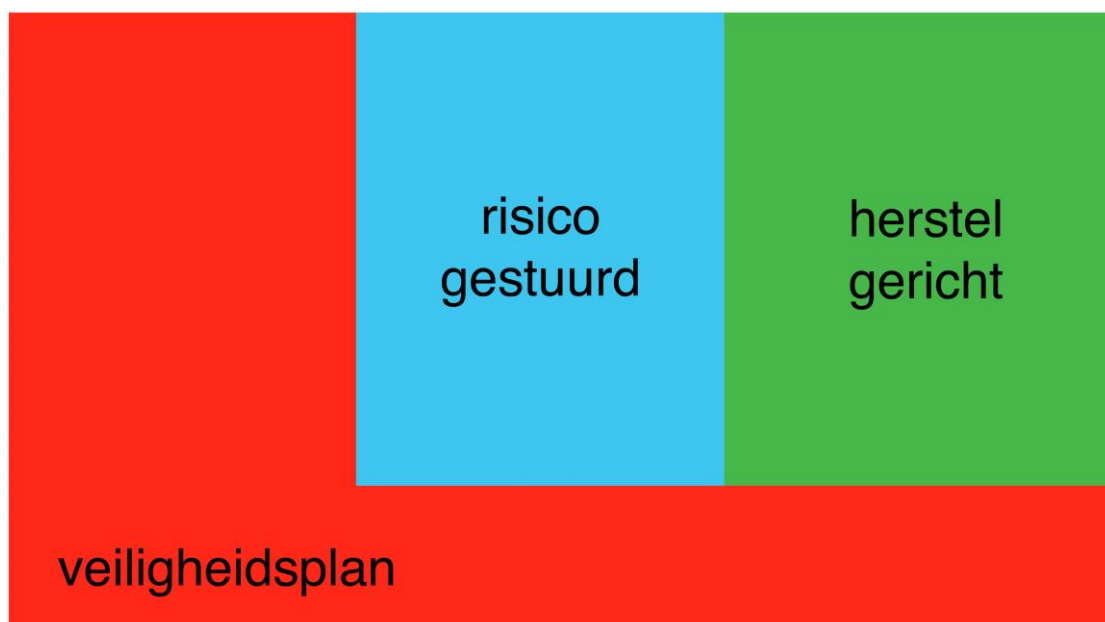 risico
gestuurd
herstel
gericht
veiligheidsplan